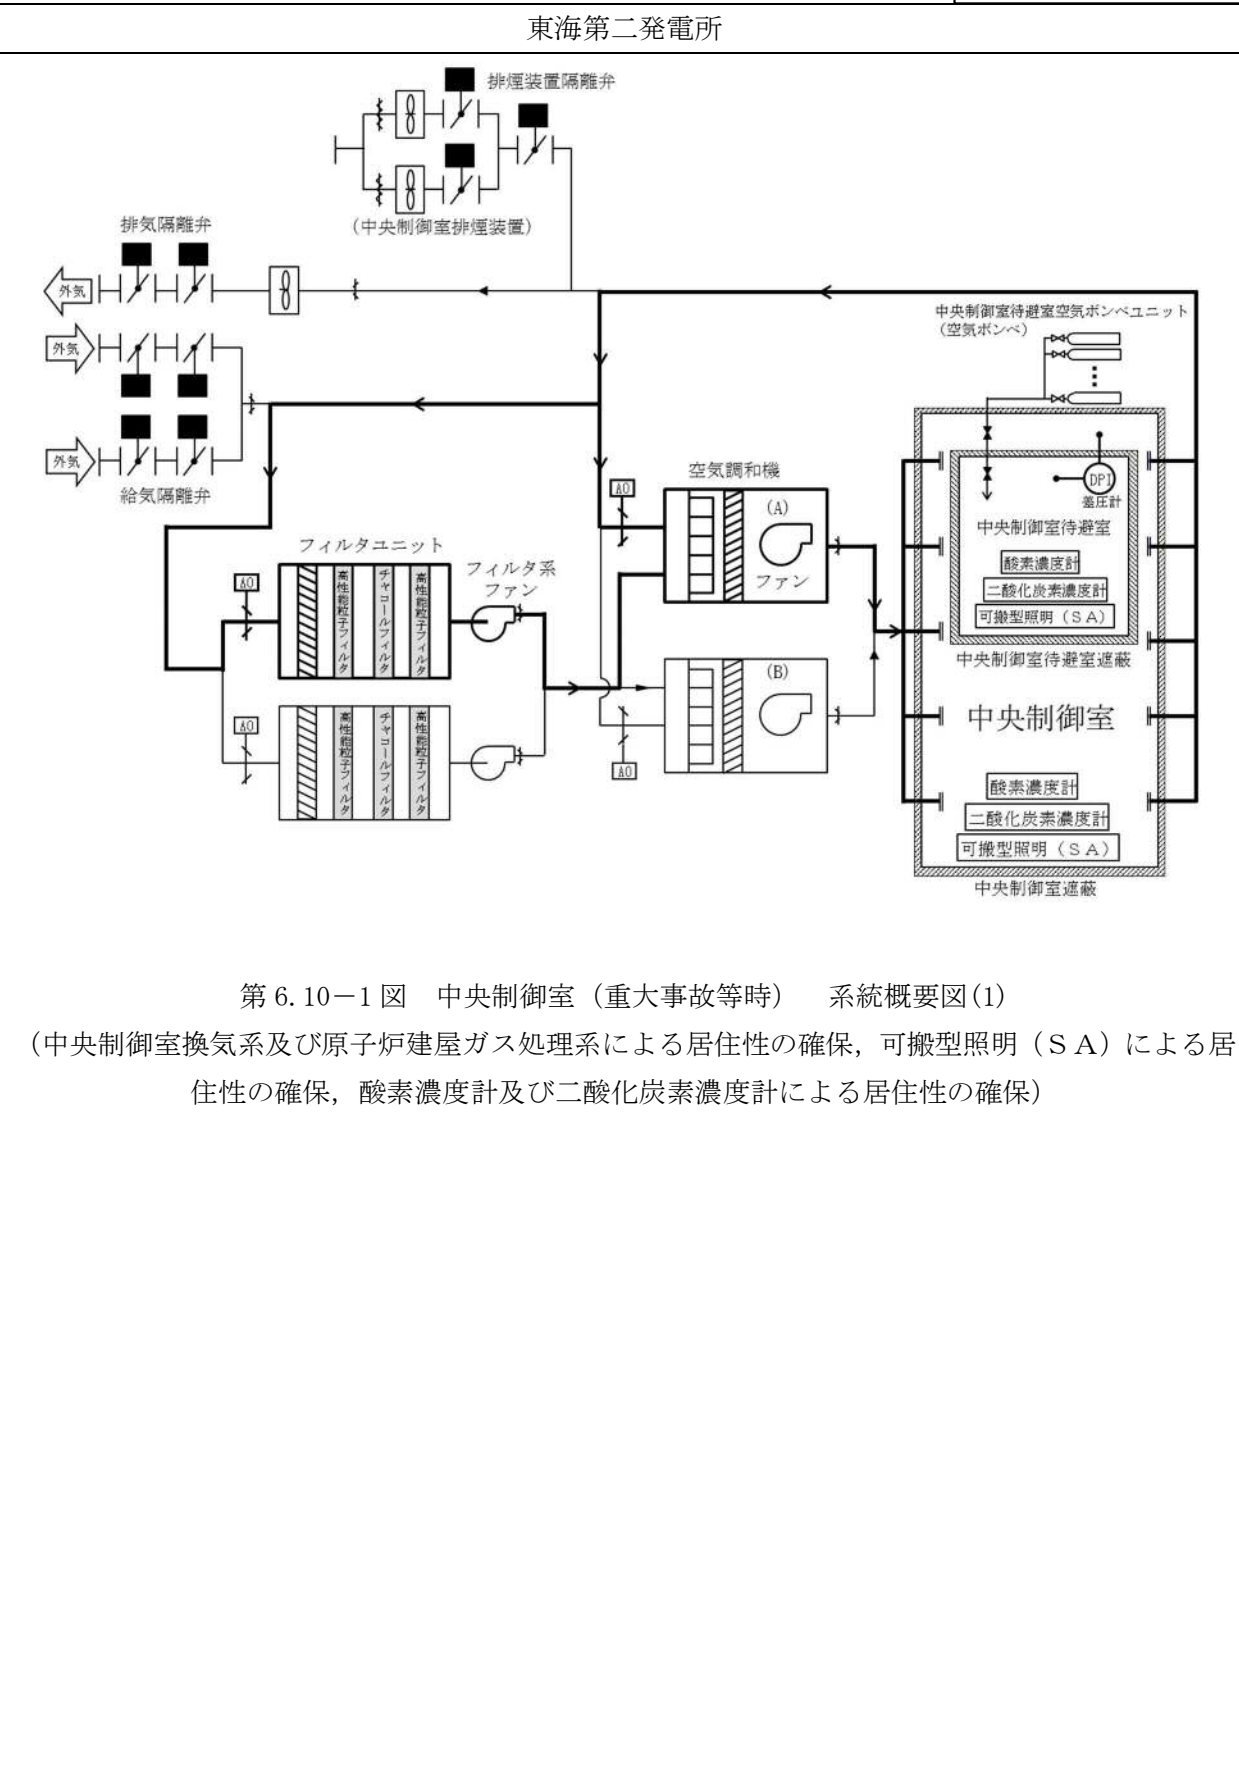 東海第二発電所
排煙装置隔離弁
(中央制御室排煙装置)
排気隔離弁
外気
外気
外気
給気隔離弁
中央制御室待避室空気ボンベユニット
(空気ボンベ)
空気調和機
AO
(A)
ファン
(B)
AO
フィルタユニット
フィルタ系
ファン
AO
高性能粒子フィルタ
チャコールフィルタ
高性能粒子フィルタ
AO
高性能粒子フィルタ
チャコールフィルタ
高性能粒子フィルタ
DPI
差圧計
中央制御室待避室
酸素濃度計
二酸化炭素濃度計
可搬型照明(SA)
中央制御室待避室遮蔽
中央制御室
酸素濃度計
二酸化炭素濃度計
可搬型照明(SA)
中央制御室遮蔽
第 6.10-1 図 中央制御室(重大事故等時) 系統概要図(1)
(中央制御室換気系及び原子炉建屋ガス処理系による居住性の確保,可搬型照明(SA)による居
住性の確保,酸素濃度計及び二酸化炭素濃度計による居住性の確保)